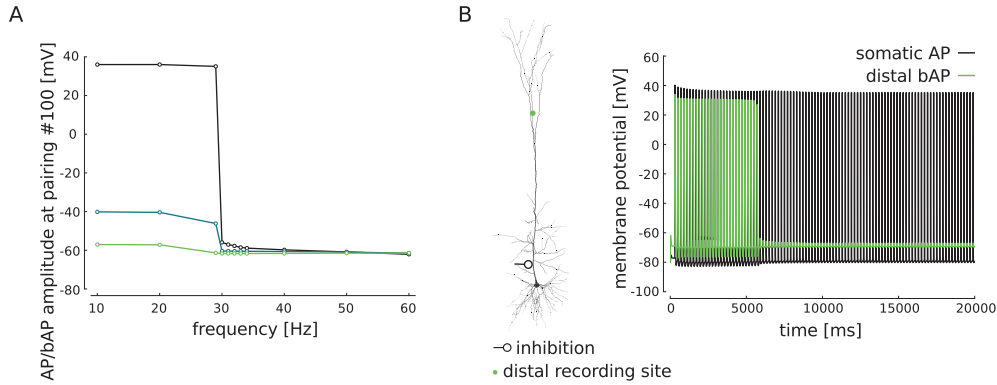 A
AP/bAP amplitude at pairing #100 [mV]
40
20
0
-20
-40
-60
-80
10 20 30 40 50 60
frequency [Hz]
B
inhibition
distal recording site
somatic AP
distal bAP
membrane potential [mV]
60
40
20
0
-20
-40
-60
-80
-100
0 5000 10000 15000 20000
time [ms]